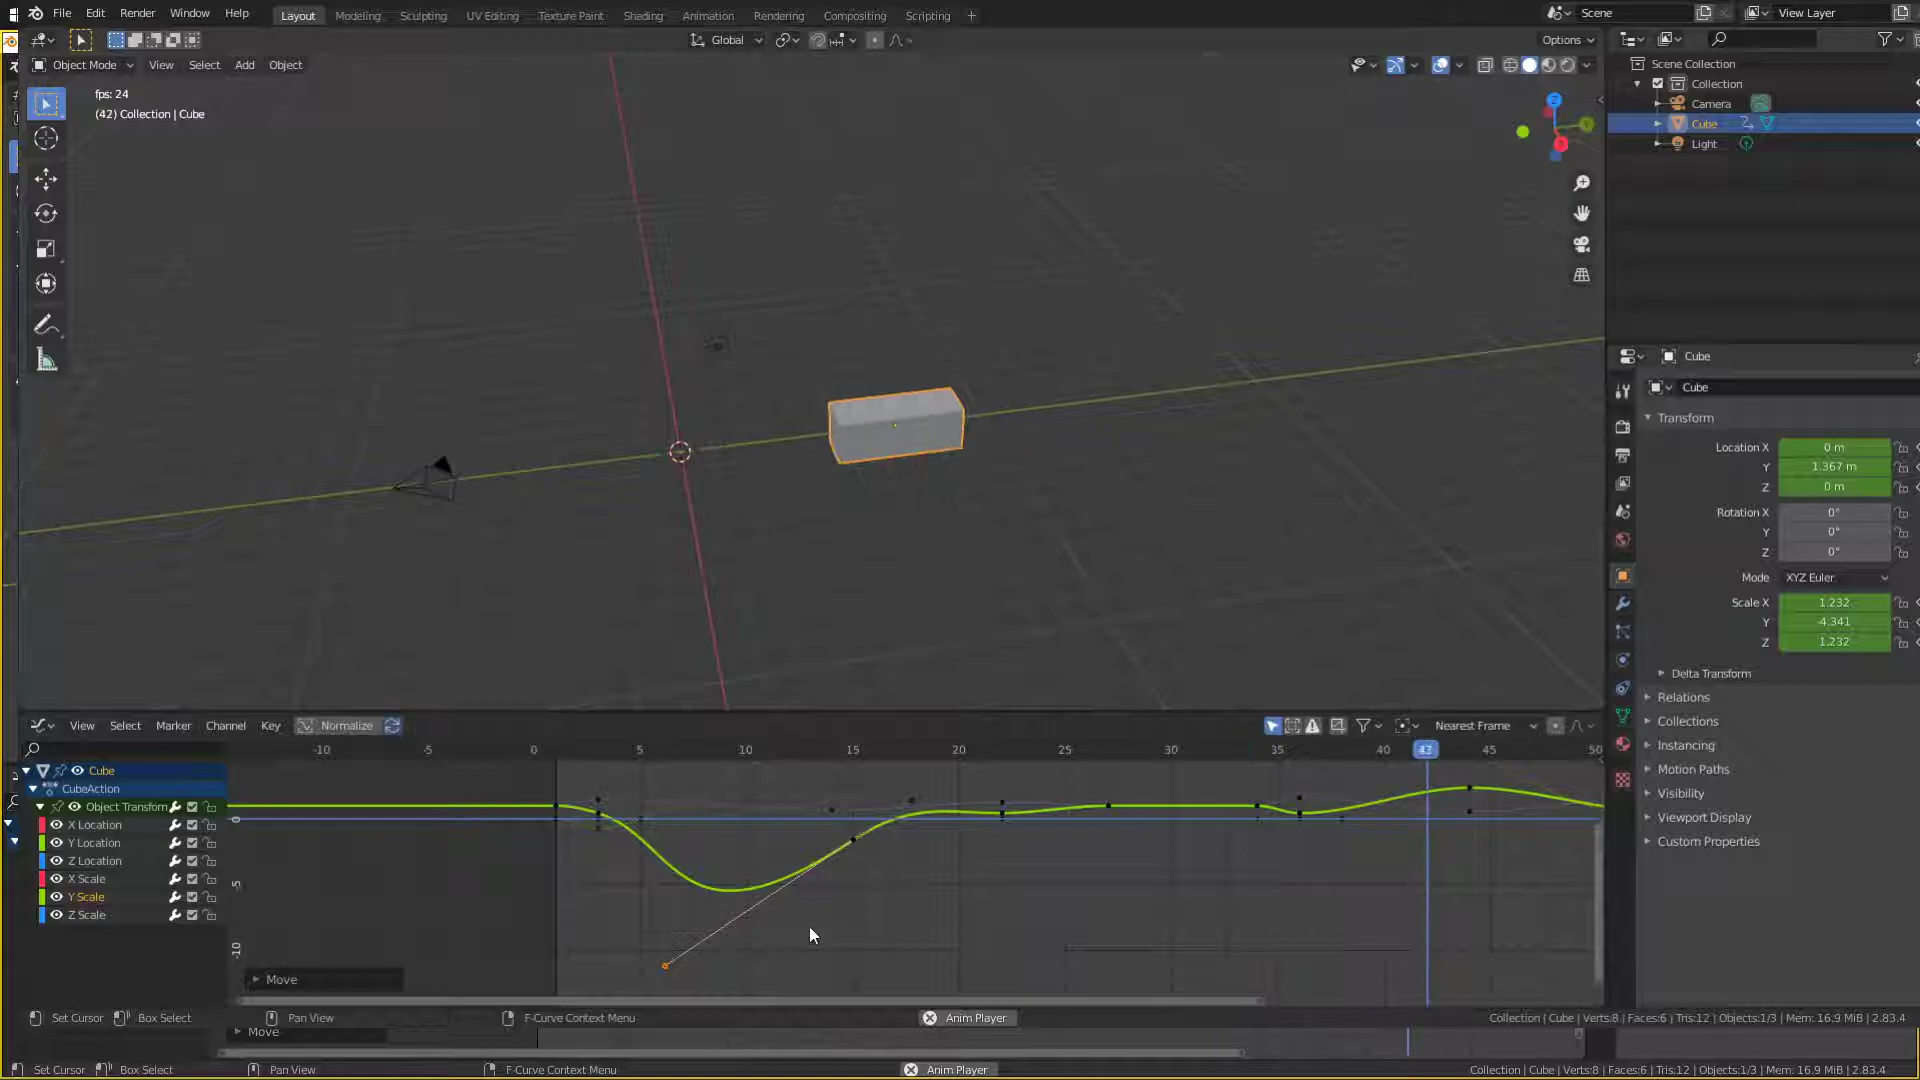 File Edit Render Window Help Layout Modeling Sculpting UV Editing Texture Paint Shading Animation Rendering Compositing Scripting + Scene View Layer
Global Options
Object Mode View Select Add Object
fps: 24
(42) Collection | Cube
Scene Collection
Collection
Camera
Cube
Light
Z
Y
X
Cube
Cube
Transform
Location X 0 m
Y 1.367 m
Z 0 m
Rotation X 0°
Y 0°
Z 0°
Mode XYZ Euler
Scale X 1.232
Y -4.341
Z 1.232
Delta Transform
Relations
Collections
Instancing
Motion Paths
Visibility
Viewport Display
Custom Properties
View Select Marker Channel Key Normalize Nearest Frame
-10 -5 0 5 10 15 20 25 30 35 40 42 45 50
Cube
CubeAction
Object Transform
X Location
Y Location
Z Location
X Scale
Y Scale
Z Scale
0
-5
-10
Move
Set Cursor Box Select Pan View F-Curve Context Menu Anim Player Collection | Cube | Verts:8 | Faces:6 | Tris:12 | Objects:1/3 | Mem: 16.9 MiB | 2.83.4
Move
Set Cursor Box Select Pan View F-Curve Context Menu Anim Player Collection | Cube | Verts:8 | Faces:6 | Tris:12 | Objects:1/3 | Mem: 16.9 MiB | 2.83.4